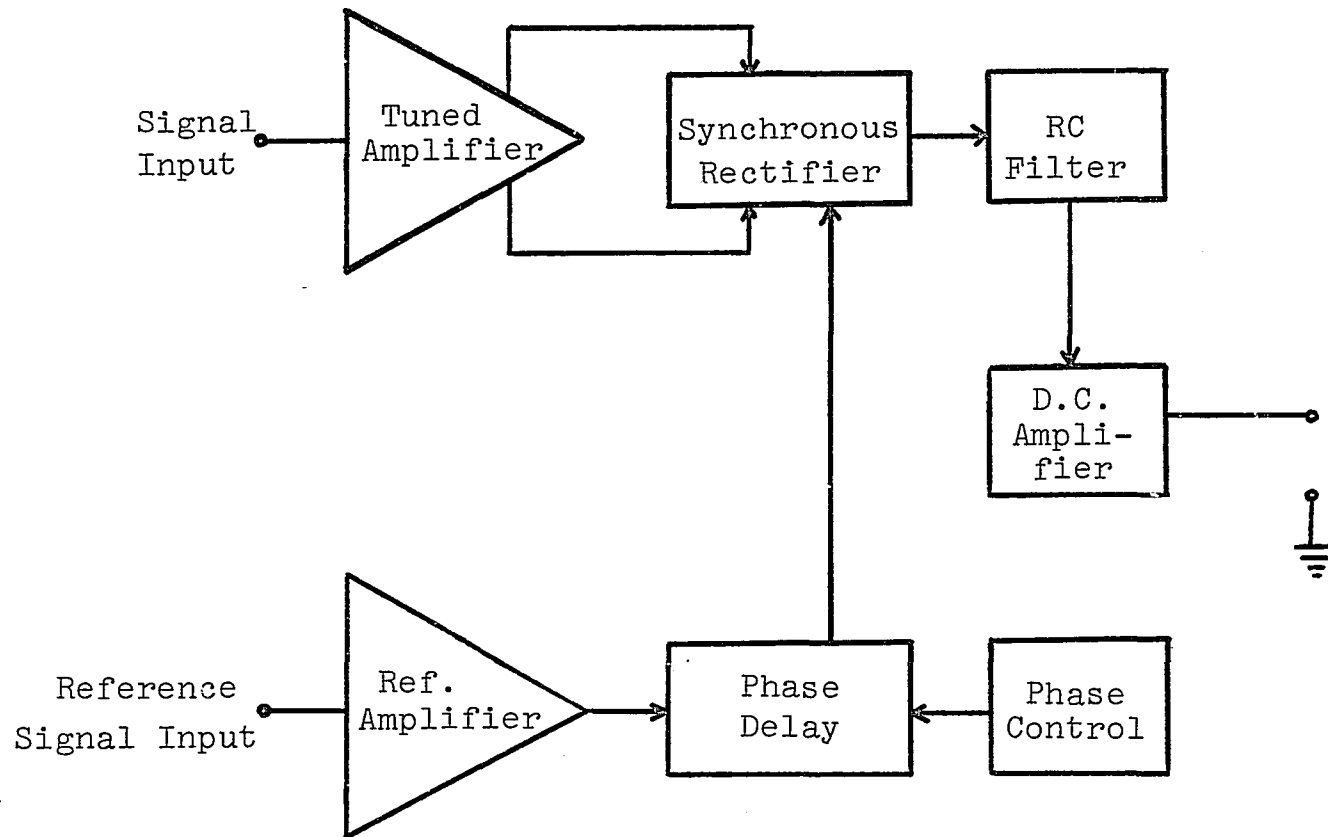 Signal
Input
Tuned
Amplifier
Synchronous
Rectifier
RC
Filter
D.C.
Ampli-
fier
Reference
Signal Input
Ref.
Amplifier
Phase
Delay
Phase
Control